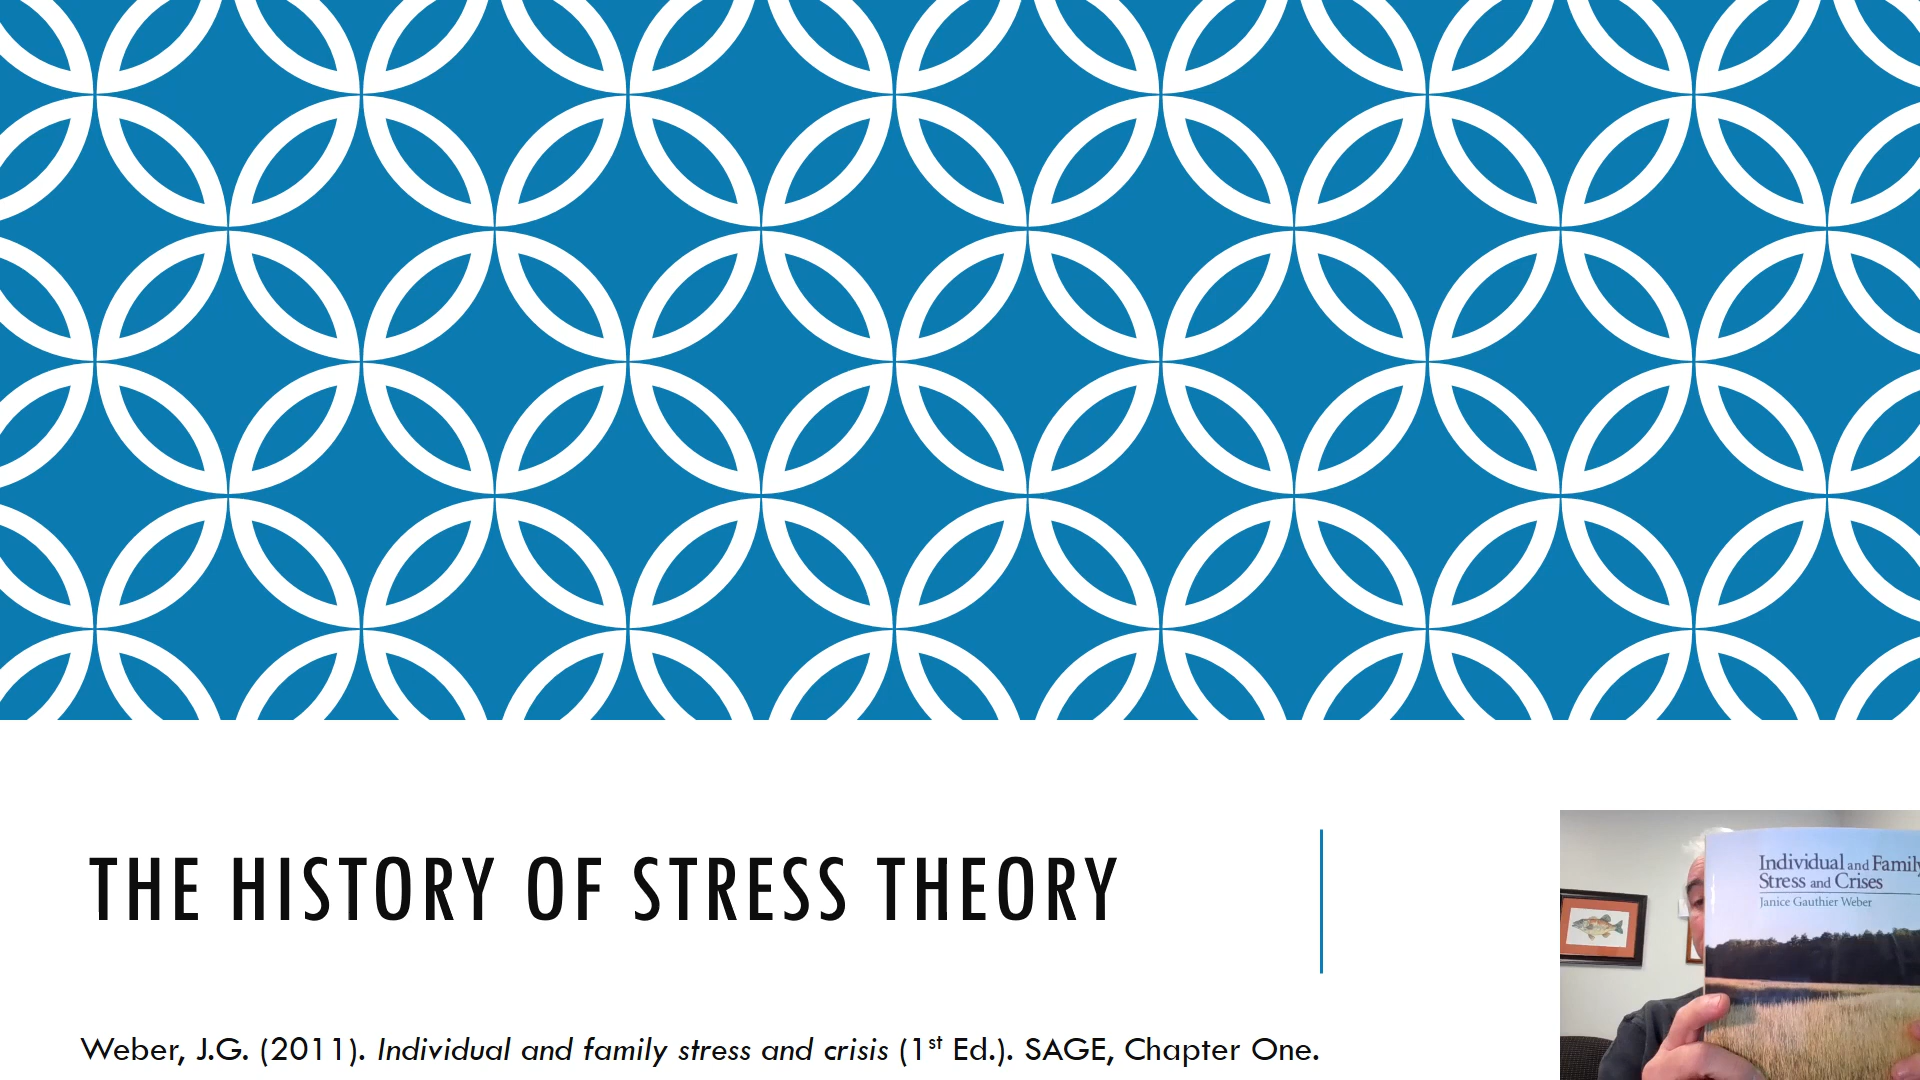 THE HISTORY OF STRESS THEORY
Weber, J.G. (2011). Individual and family stress and crisis (1st Ed.). SAGE, Chapter One.
Individual and Family
Stress and Crises
Janice Gauthier Weber